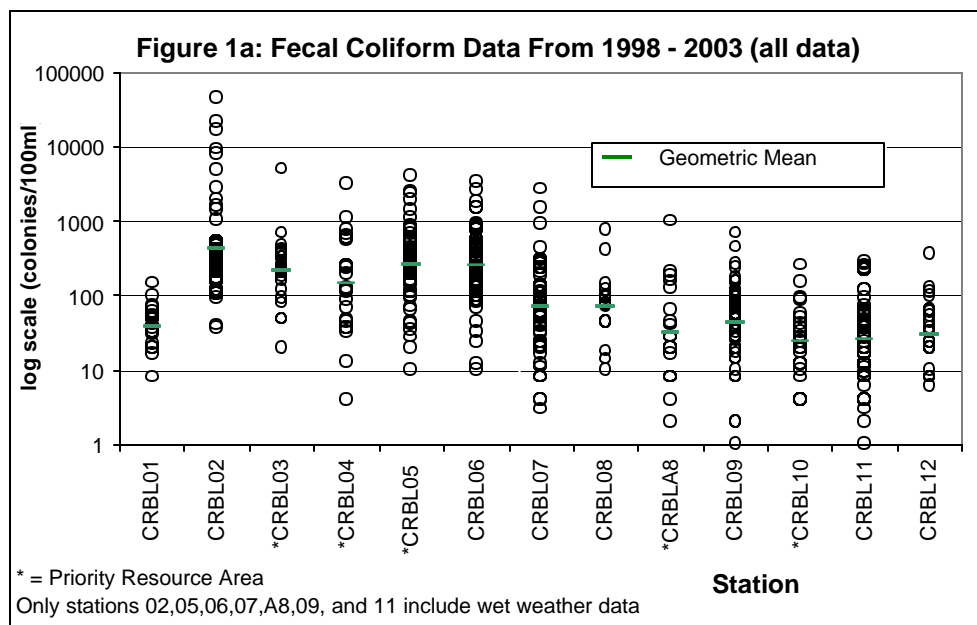 Figure 1a: Fecal Coliform Data From 1998 - 2003 (all data)
log scale (colonies/100ml
100000
10000
1000
100
10
1
Geometric Mean
CRBL01
CRBL02
*CRBL03
*CRBL04
*CRBL05
CRBL06
CRBL07
CRBL08
*CRBLA8
CRBL09
*CRBL10
CRBL11
CRBL12
Station
* = Priority Resource Area
Only stations 02,05,06,07,A8,09, and 11 include wet weather data